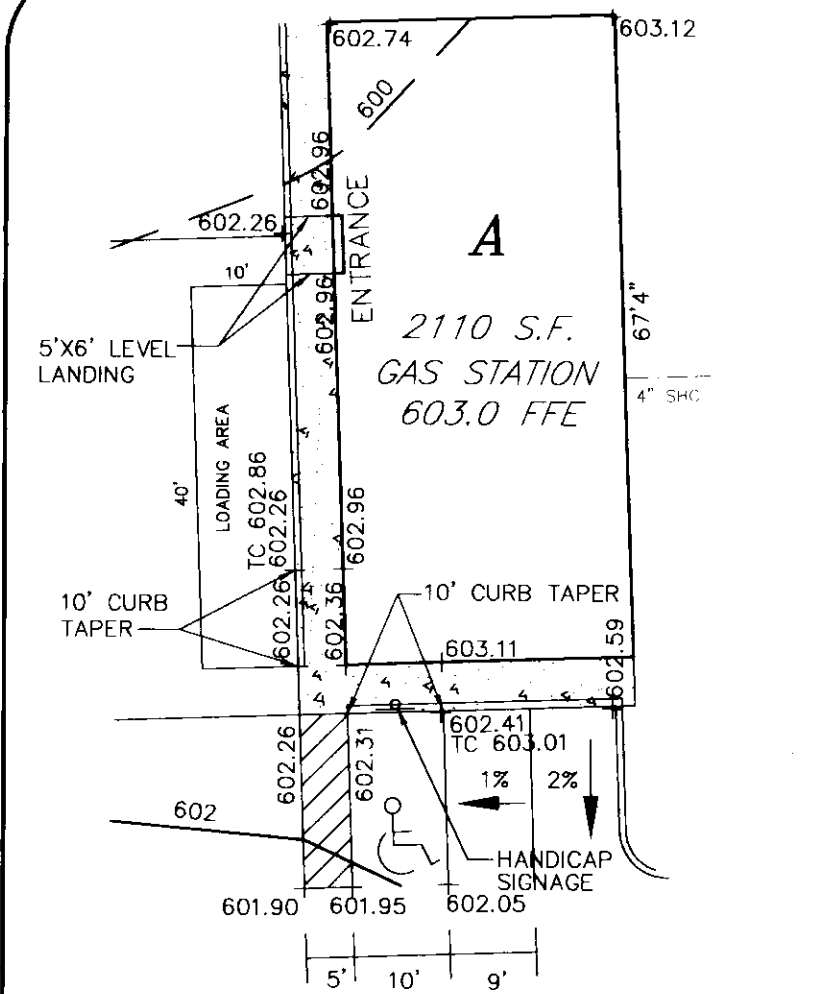 602.74
603.12
600
602.96
602.26
ENTRANCE
A
10'
602.96
67'4"
5'X6' LEVEL
LANDING
2110 S.F.
GAS STATION
603.0 FFE
4" SHC
40'
LOADING AREA
TC 602.86
602.26
602.96
10' CURB
TAPER
602.26
602.36
10' CURB TAPER
603.11
602.59
602.26
602.31
602.41
TC 603.01
1%
2%
602
HANDICAP
SIGNAGE
601.90
601.95
602.05
5'
10'
9'